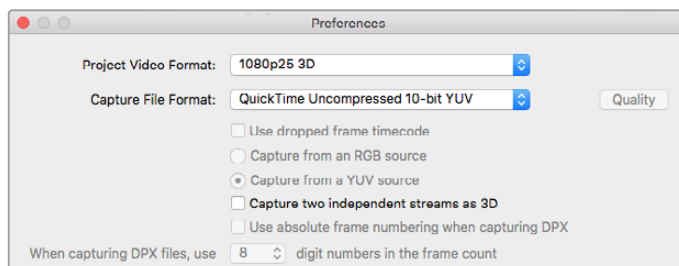 Preferences
Project Video Format: 1080p25 3D
Capture File Format: QuickTime Uncompressed 10-bit YUV Quality
Use dropped frame timecode
Capture from an RGB source
Capture from a YUV source
Capture two independent streams as 3D
Use absolute frame numbering when capturing DPX
When capturing DPX files, use 8 digit numbers in the frame count